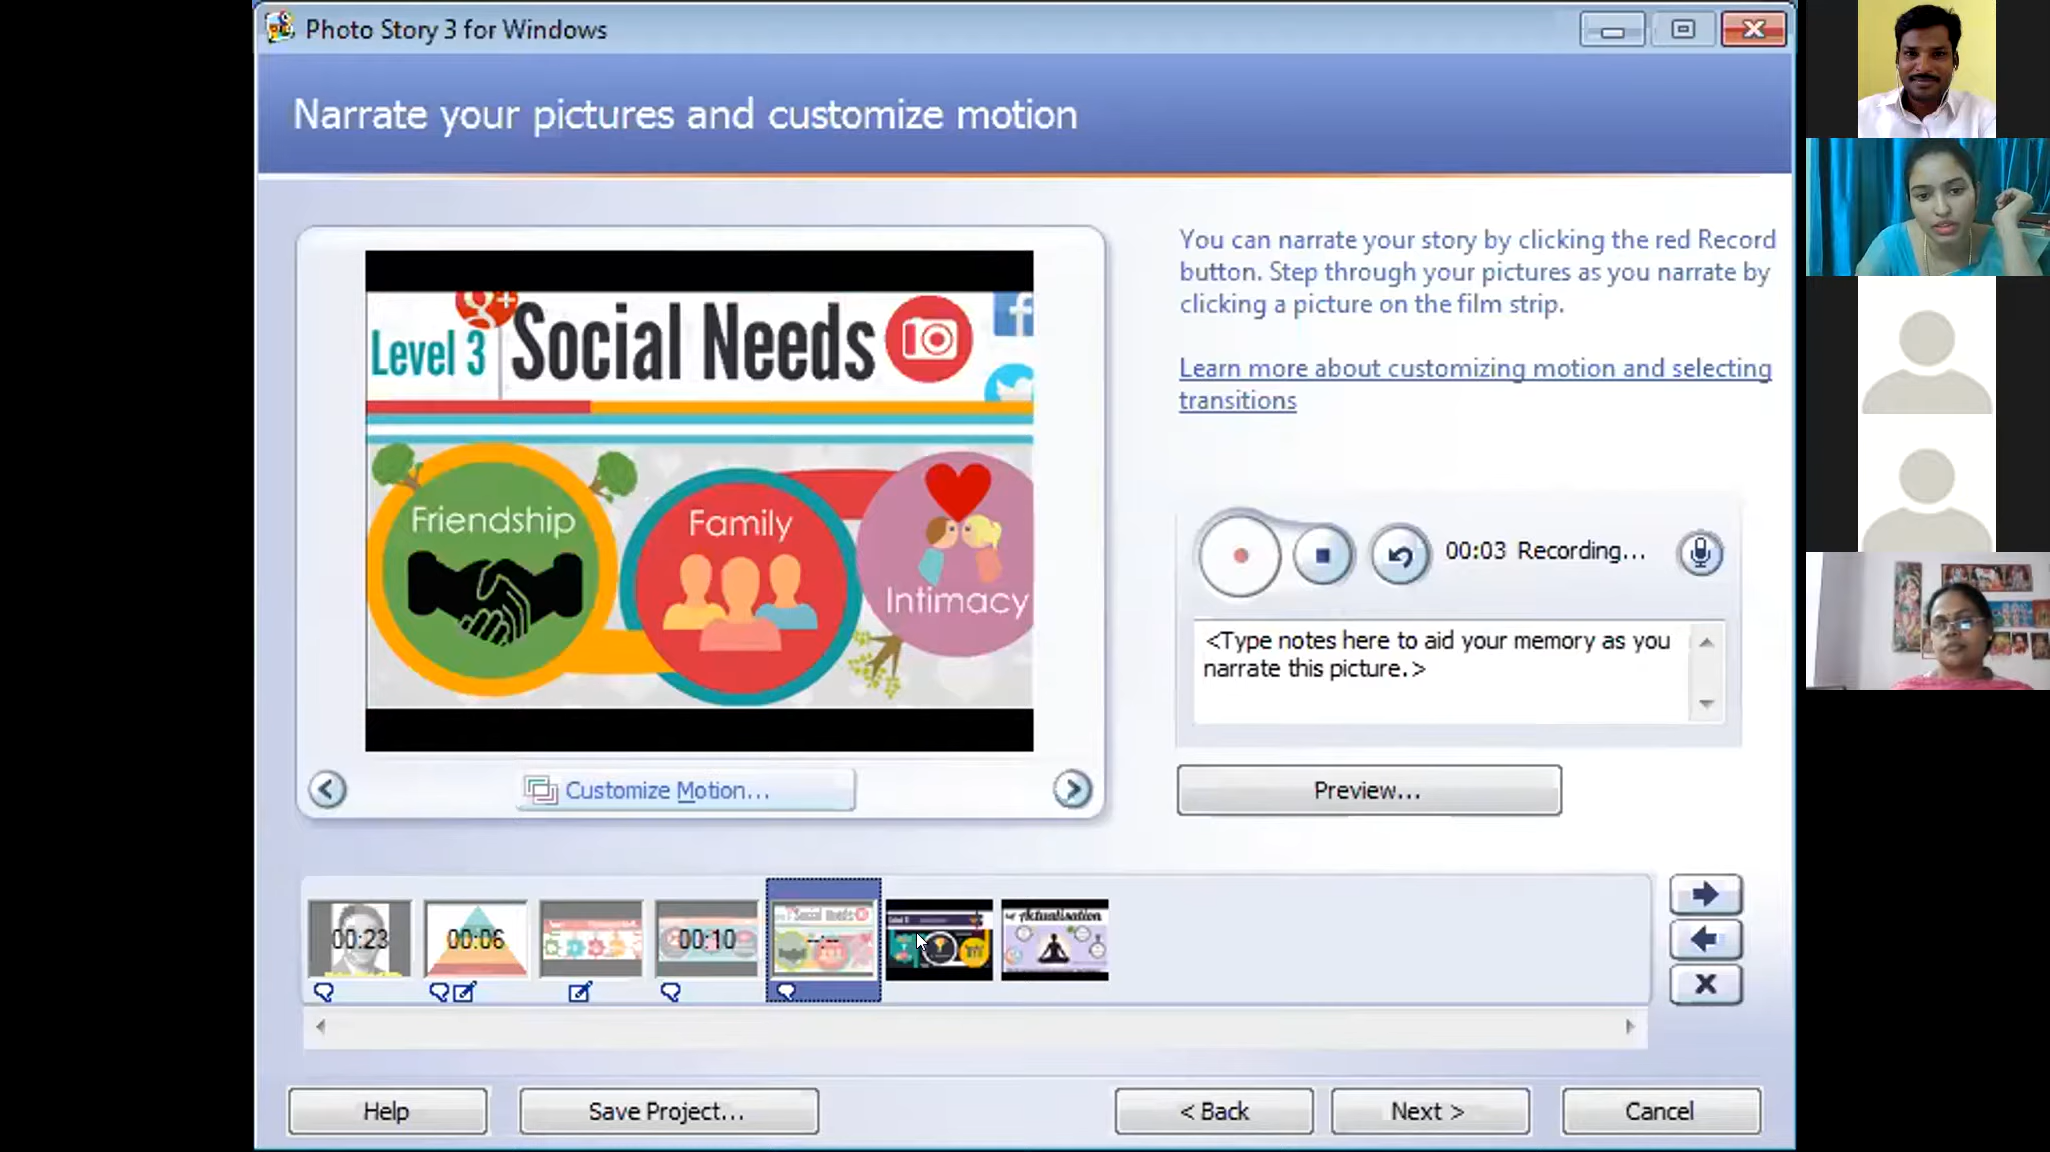 Photo Story 3 for Windows
Narrate your pictures and customize motion
g+
f
Level 3
Social Needs
Friendship
Family
Intimacy
Customize Motion...
You can narrate your story by clicking the red Record
button. Step through your pictures as you narrate by
clicking a picture on the film strip.
Learn more about customizing motion and selecting
transitions
00:03 Recording...
<Type notes here to aid your memory as you
narrate this picture.>
Preview...
00:23
00:06
00:10
Social Needs
--:--
Aktualisation
Help
Save Project...
< Back
Next >
Cancel